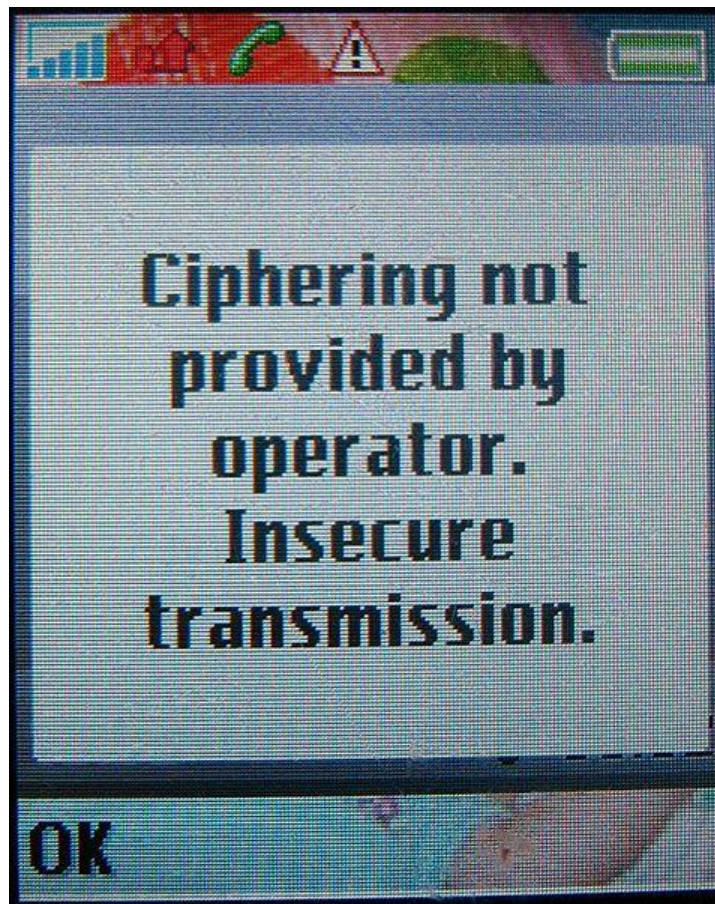 Ciphering not
provided by
operator.
Insecure
transmission.
OK